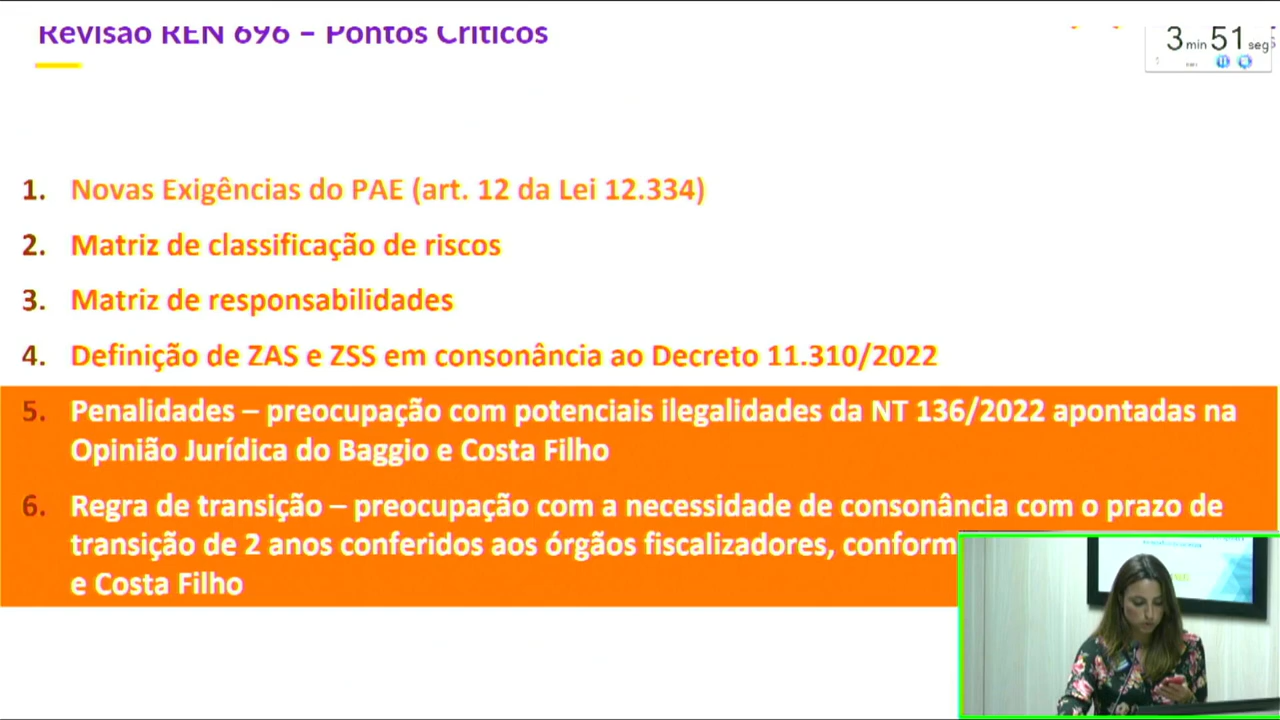 Revisão REN 696 – Pontos Críticos
3 min 51 seg
1. Novas Exigências do PAE (art. 12 da Lei 12.334)
2. Matriz de classificação de riscos
3. Matriz de responsabilidades
4. Definição de ZAS e ZSS em consonância ao Decreto 11.310/2022
5. Penalidades – preocupação com potenciais ilegalidades da NT 136/2022 apontadas na
Opinião Jurídica do Baggio e Costa Filho
6. Regra de transição – preocupação com a necessidade de consonância com o prazo de
transição de 2 anos conferidos aos órgãos fiscalizadores, conform
e Costa Filho